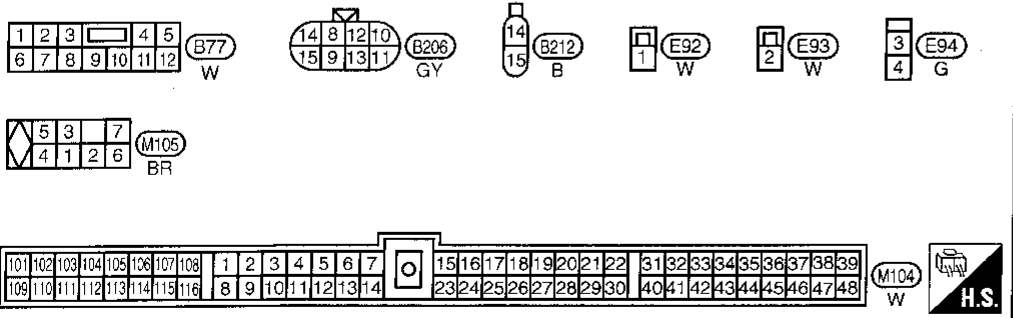 1 2 3 4 5 B77
6 7 8 9 10 11 12 W
14 8 12 10 B206
15 9 13 11 GY
14 B212
15 B
E92
1 W
E93
2 W
3 E94
4 G
5 3 7 M105
4 1 2 6 BR
101 102 103 104 105 106 107 108 1 2 3 4 5 6 7 15 16 17 18 19 20 21 22 31 32 33 34 35 36 37 38 39 M104
109 110 111 112 113 114 115 116 8 9 10 11 12 13 14 23 24 25 26 27 28 29 30 40 41 42 43 44 45 46 47 48 W
H.S.